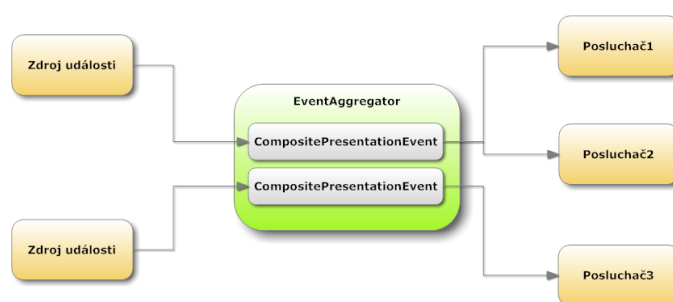 Zdroj události
Zdroj události
EventAggregator
CompositePresentationEvent
CompositePresentationEvent
Posluchač1
Posluchač2
Posluchač3